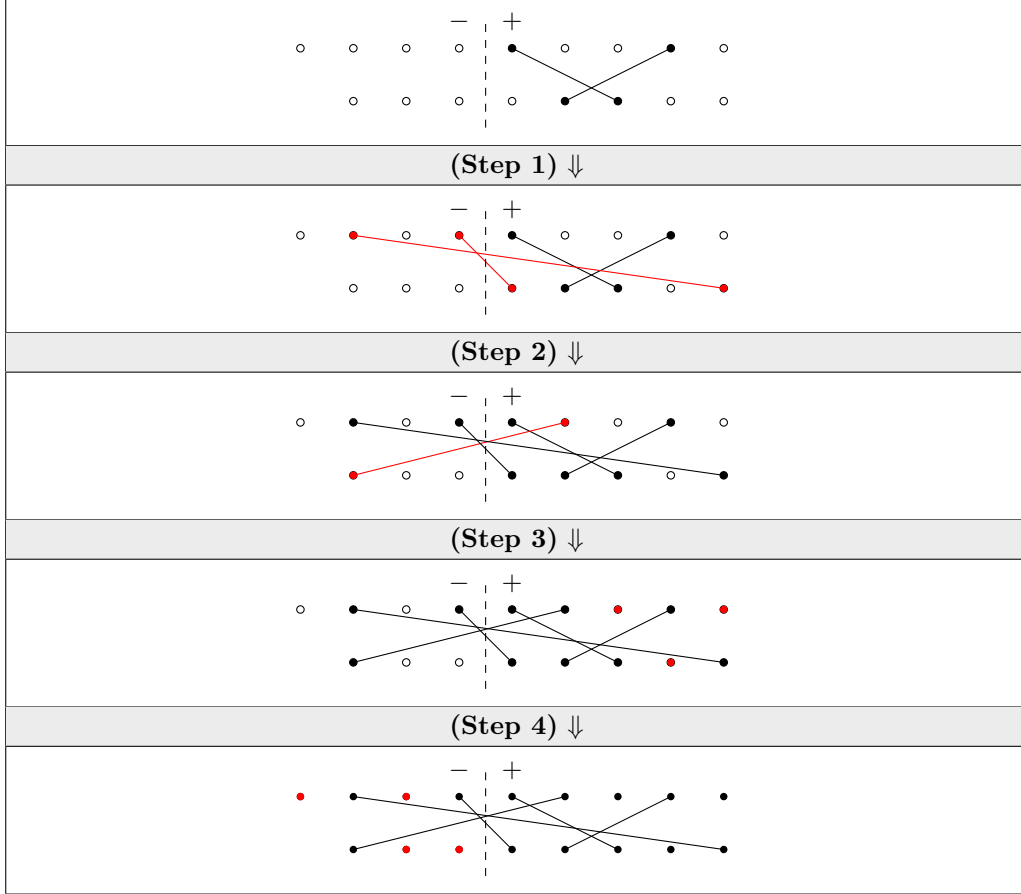 − +
(Step 1) ⇓
− +
(Step 2) ⇓
− +
(Step 3) ⇓
− +
(Step 4) ⇓
− +